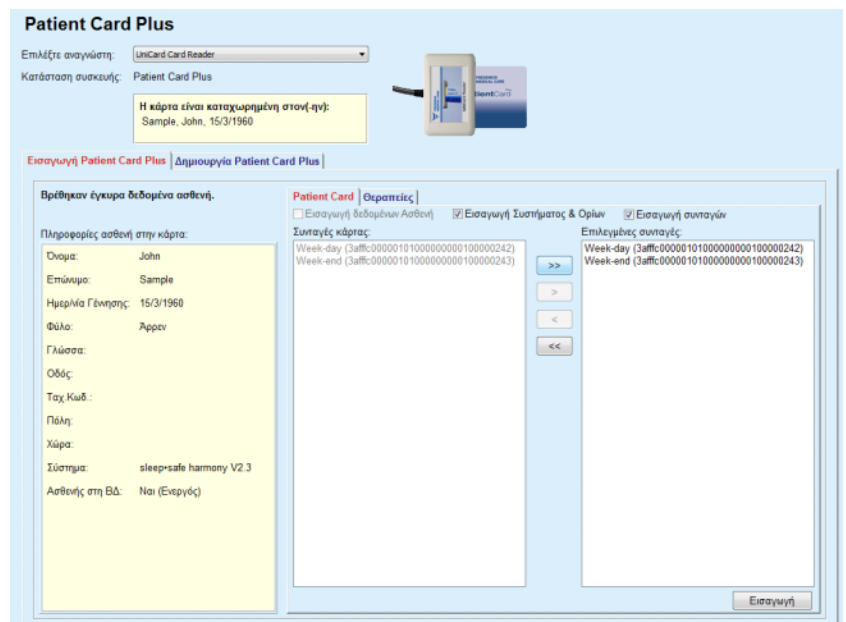 Patient Card Plus
Επιλέξτε αναγνώστη: UniCard Card Reader
Κατάσταση συσκευής: Patient Card Plus
Η κάρτα είναι καταχωρημένη στον(-ην):
Sample, John, 15/3/1960
Εισαγωγή Patient Card Plus Δημιουργία Patient Card Plus
Βρέθηκαν έγκυρα δεδομένα ασθενή.
Patient Card Θεραπείες
Εισαγωγή δεδομένων Ασθενή Εισαγωγή Συστήματος & Ορίων Εισαγωγή συνταγών
Πληροφορίες ασθενή στην κάρτα: Συνταγές κάρτας: Επιλεγμένες συνταγές:
Όνομα: John
Επώνυμο: Sample
Ημερ/νία Γέννησης: 15/3/1960
Φύλο: Άρρεν
Γλώσσα:
Οδός:
Ταχ.Κωδ.:
Πόλη:
Χώρα:
Σύστημα: sleep•safe harmony V2.3
Ασθενής στη ΒΔ: Ναι (Ενεργός)
Week-day
Week-end
>>
>
<
<<
Week-day
Week-end
Εισαγωγή